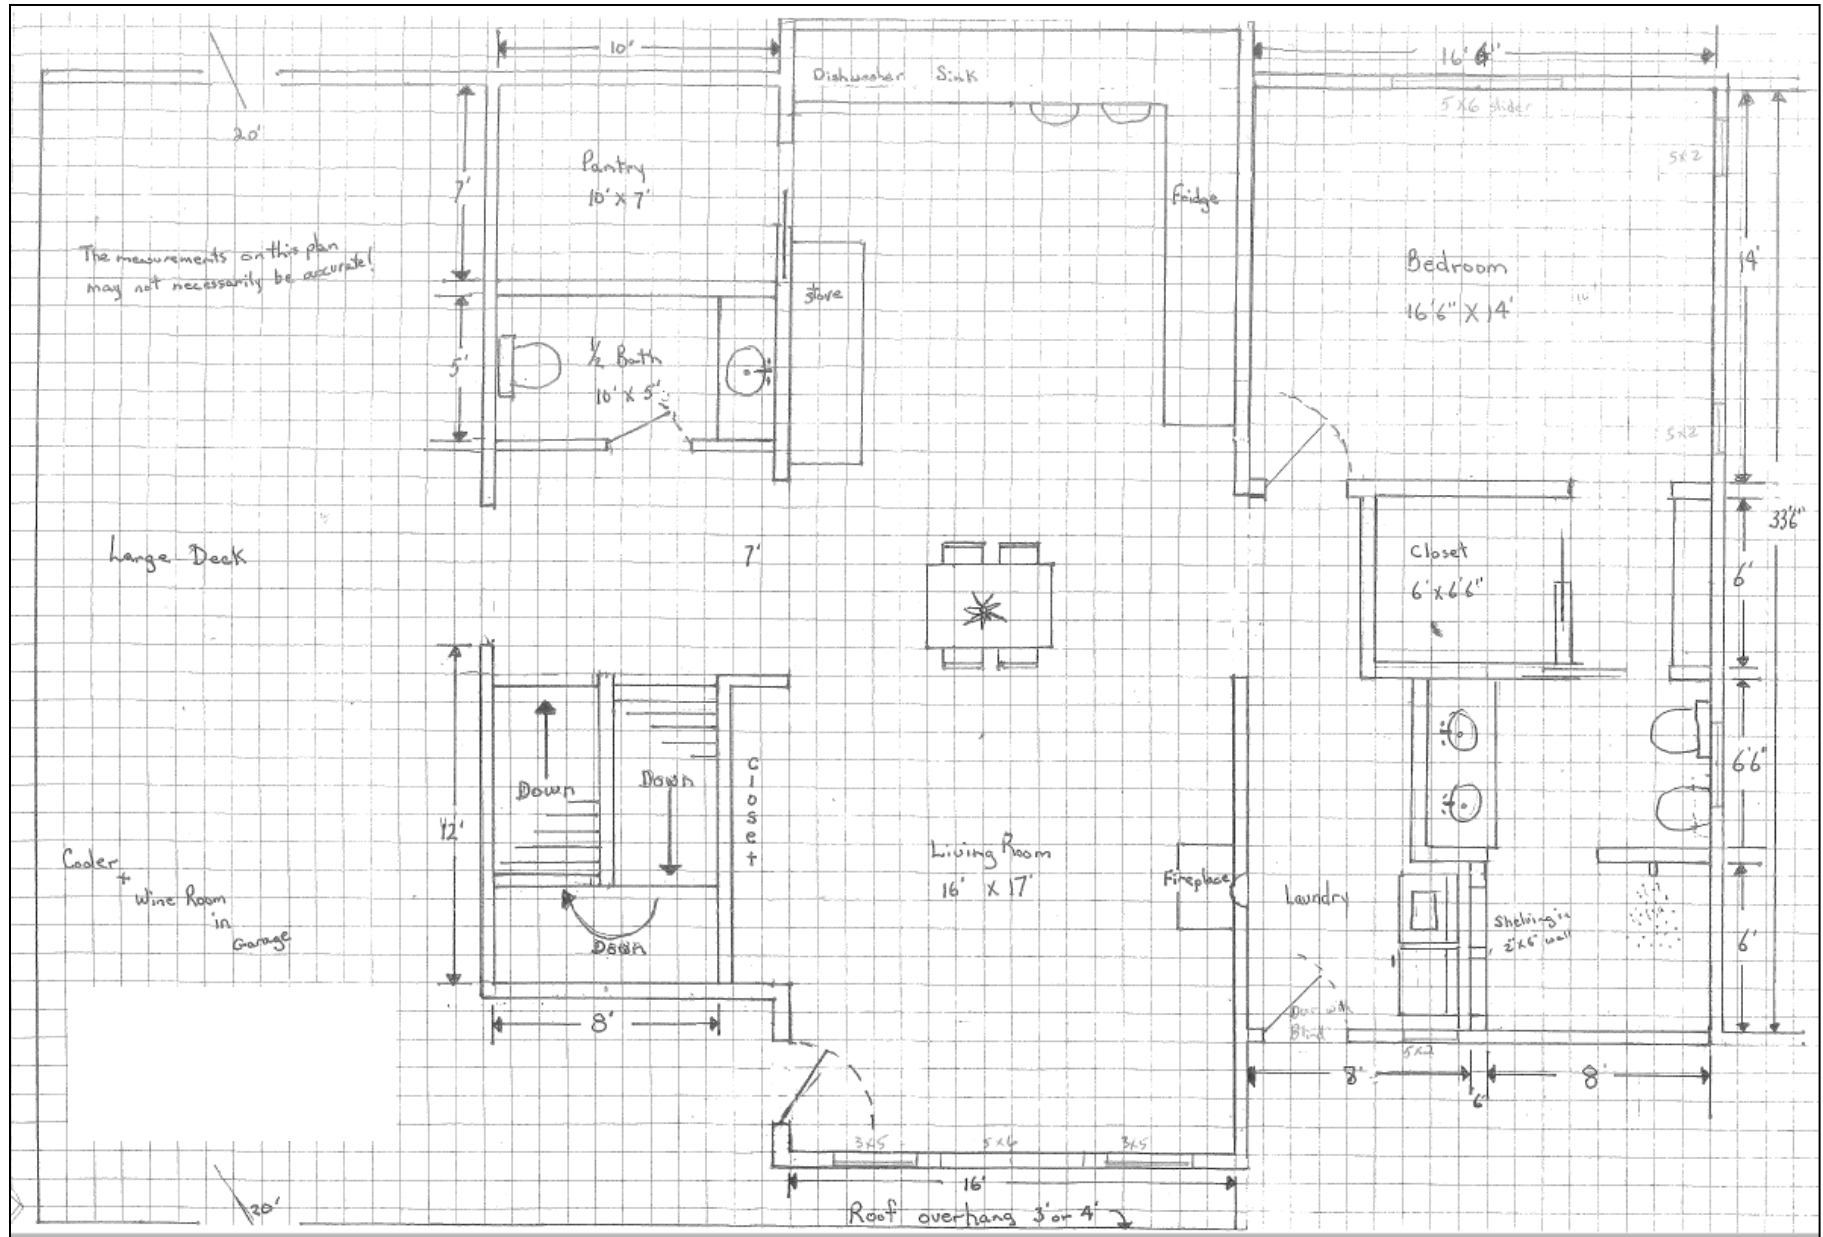 10'
16' 6"
Dishwasher Sink
5 x 6 slider
20'
5x2
Pantry
10' X 7'
7'
Fridge
The measurements on this plan
may not necessarily be accurate!
14'
Bedroom
16'6" X 14'
Stove
1/2 Bath
10' X 5'
5'
5x2
33'6"
Large Deck
7'
Closet
6' x 6'6"
6'
Down
Down
Closet
6'6"
12'
Living Room
16' X 17'
Fireplace
Laundry
Cooler
+
Wine Room
in
Garage
Shelving in
2"X6" wall
6'
Down
Door with
Blind
8'
5x2
8'
6"
8'
3x5
5x6
3x5
16'
20'
Roof overhang 3' or 4'